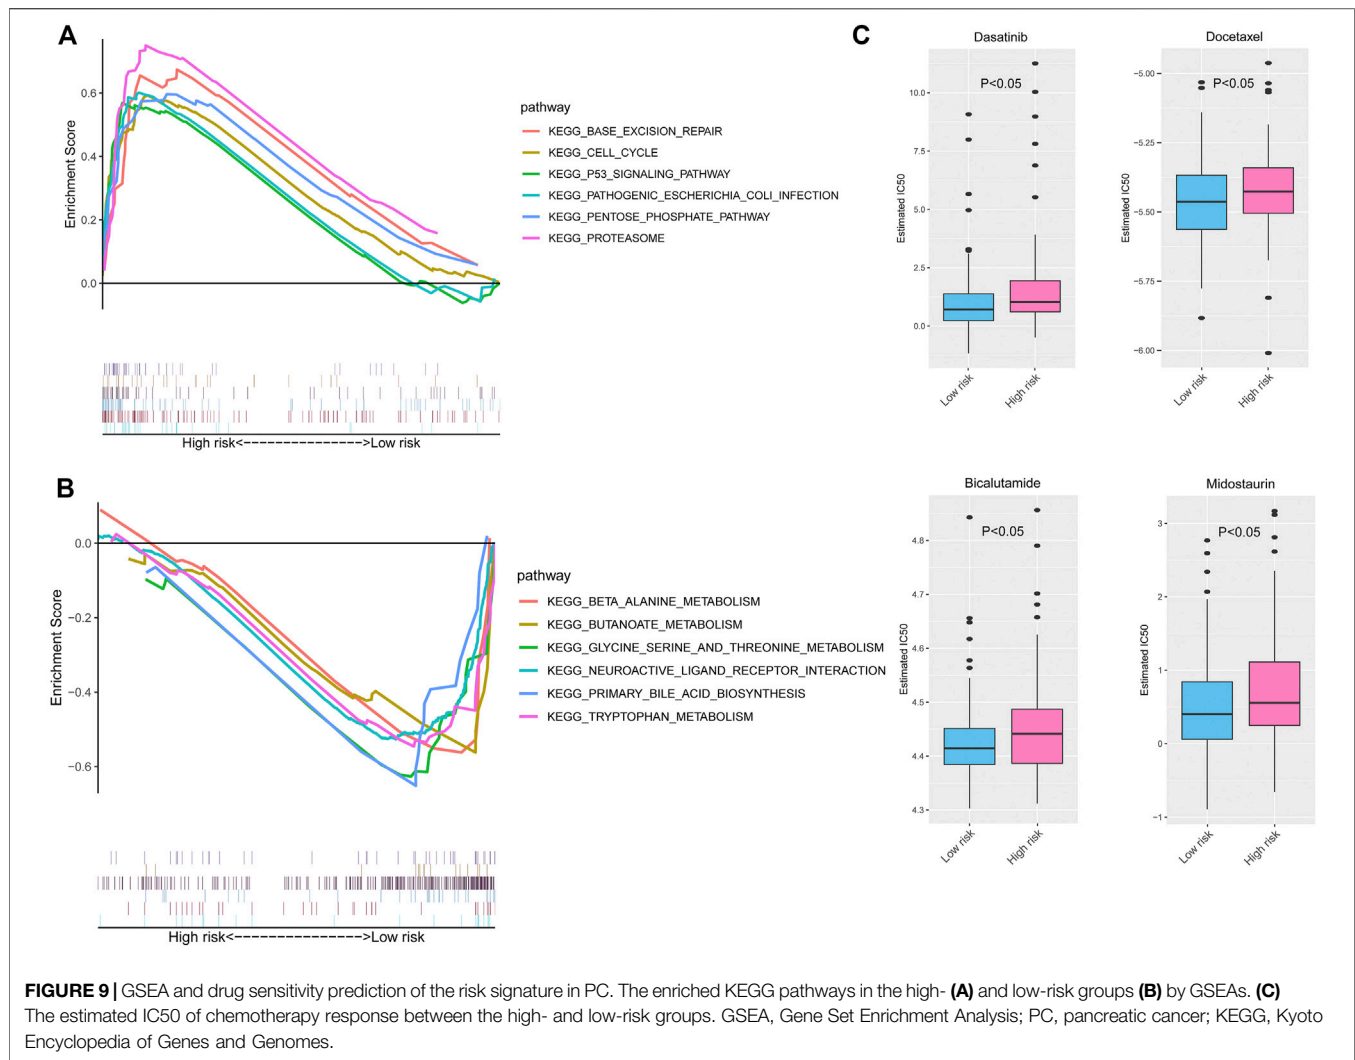 A
Enrichment Score
0.6
0.4
0.2
0.0
pathway
KEGG_BASE_EXCISION_REPAIR
KEGG_CELL_CYCLE
KEGG_P53_SIGNALING_PATHWAY
KEGG_PATHOGENIC_ESCHERICHIA_COLI_INFECTION
KEGG_PENTOSE_PHOSPHATE_PATHWAY
KEGG_PROTEASOME
High risk<--------------->Low risk
B
Enrichment Score
0.0
−0.2
−0.4
−0.6
pathway
KEGG_BETA_ALANINE_METABOLISM
KEGG_BUTANOATE_METABOLISM
KEGG_GLYCINE_SERINE_AND_THREONINE_METABOLISM
KEGG_NEUROACTIVE_LIGAND_RECEPTOR_INTERACTION
KEGG_PRIMARY_BILE_ACID_BIOSYNTHESIS
KEGG_TRYPTOPHAN_METABOLISM
High risk<--------------->Low risk
C
Dasatinib
P<0.05
Estimated IC50
10.0
7.5
5.0
2.5
0.0
Low risk
High risk
Docetaxel
P<0.05
Estimated IC50
−5.00
−5.25
−5.50
−5.75
−6.00
Low risk
High risk
Bicalutamide
P<0.05
Estimated IC50
4.8
4.7
4.6
4.5
4.4
4.3
Low risk
High risk
Midostaurin
P<0.05
Estimated IC50
3
2
1
0
−1
Low risk
High risk
FIGURE 9 | GSEA and drug sensitivity prediction of the risk signature in PC. The enriched KEGG pathways in the high- (A) and low-risk groups (B) by GSEAs. (C)
The estimated IC50 of chemotherapy response between the high- and low-risk groups. GSEA, Gene Set Enrichment Analysis; PC, pancreatic cancer; KEGG, Kyoto
Encyclopedia of Genes and Genomes.